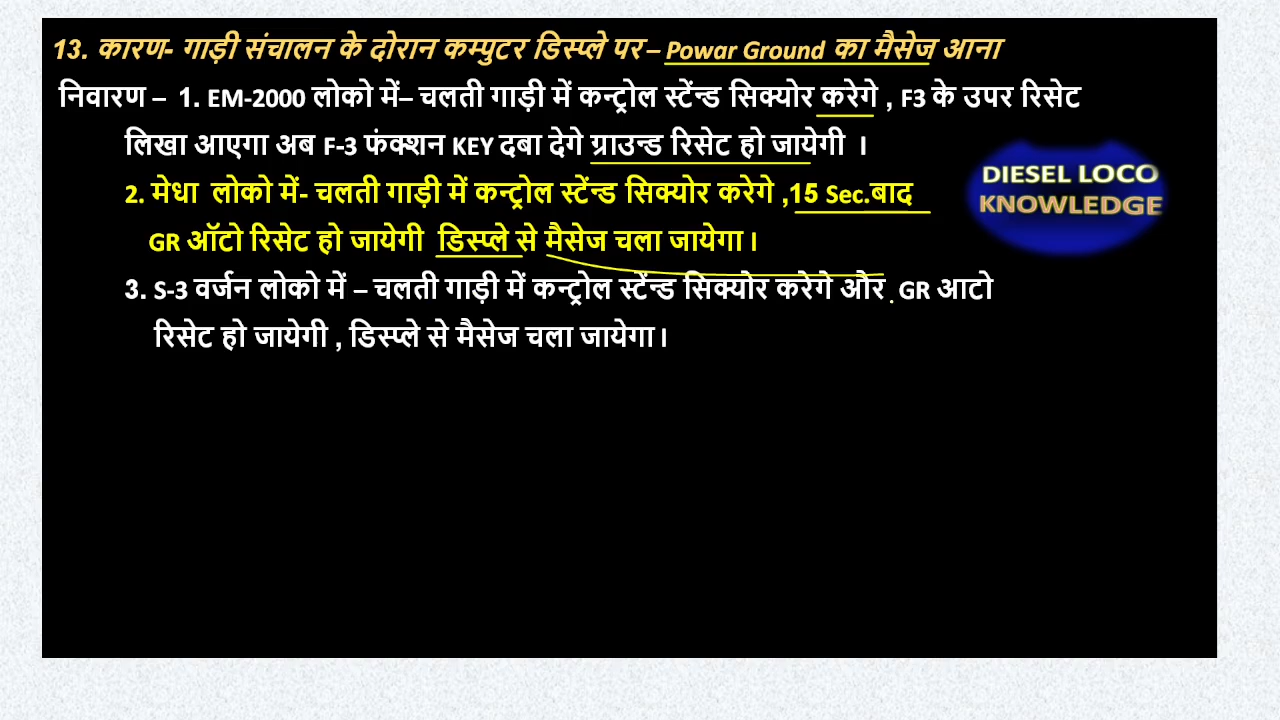 13. कारण- गाड़ी संचालन के दोरान कम्पुटर डिस्प्ले पर – Powar Ground का मैसेज आना
निवारण – 1. EM-2000 लोको में– चलती गाड़ी में कन्ट्रोल स्टेंन्ड सिक्योर करेगे , F3 के उपर रिसेट
लिखा आएगा अब F-3 फंक्शन KEY दबा देगे ग्राउन्ड रिसेट हो जायेगी ।
DIESEL LOCO
KNOWLEDGE
2. मेधा लोको में- चलती गाड़ी में कन्ट्रोल स्टेंन्ड सिक्योर करेगे ,15 Sec.बाद
GR ऑटो रिसेट हो जायेगी डिस्प्ले से मैसेज चला जायेगा ।
3. S-3 वर्जन लोको में – चलती गाड़ी में कन्ट्रोल स्टेंन्ड सिक्योर करेगे और GR आटो
रिसेट हो जायेगी , डिस्प्ले से मैसेज चला जायेगा ।